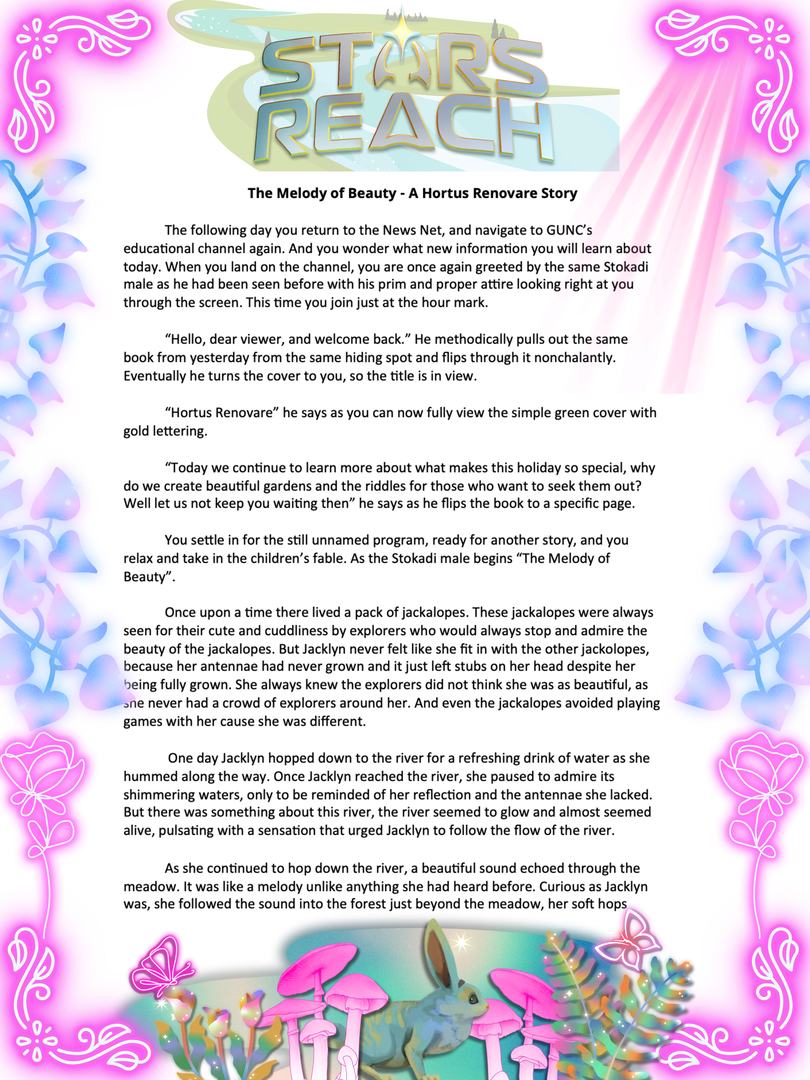 STARS
REACH
The Melody of Beauty - A Hortus Renovare Story
The following day you return to the News Net, and navigate to GUNC’s
educational channel again. And you wonder what new information you will learn about
today. When you land on the channel, you are once again greeted by the same Stokadi
male as he had been seen before with his prim and proper attire looking right at you
through the screen. This time you join just at the hour mark.
“Hello, dear viewer, and welcome back.” He methodically pulls out the same
book from yesterday from the same hiding spot and flips through it nonchalantly.
Eventually he turns the cover to you, so the title is in view.
“Hortus Renovare” he says as you can now fully view the simple green cover with
gold lettering.
“Today we continue to learn more about what makes this holiday so special, why
do we create beautiful gardens and the riddles for those who want to seek them out?
Well let us not keep you waiting then” he says as he flips the book to a specific page.
You settle in for the still unnamed program, ready for another story, and you
relax and take in the children’s fable. As the Stokadi male begins “The Melody of
Beauty”.
Once upon a time there lived a pack of jackalopes. These jackalopes were always
seen for their cute and cuddliness by explorers who would always stop and admire the
beauty of the jackalopes. But Jacklyn never felt like she fit in with the other jackolopes,
because her antennae had never grown and it just left stubs on her head despite her
being fully grown. She always knew the explorers did not think she was as beautiful, as
she never had a crowd of explorers around her. And even the jackalopes avoided playing
games with her cause she was different.
One day Jacklyn hopped down to the river for a refreshing drink of water as she
hummed along the way. Once Jacklyn reached the river, she paused to admire its
shimmering waters, only to be reminded of her reflection and the antennae she lacked.
But there was something about this river, the river seemed to glow and almost seemed
alive, pulsating with a sensation that urged Jacklyn to follow the flow of the river.
As she continued to hop down the river, a beautiful sound echoed through the
meadow. It was like a melody unlike anything she had heard before. Curious as Jacklyn
was, she followed the sound into the forest just beyond the meadow, her soft hops